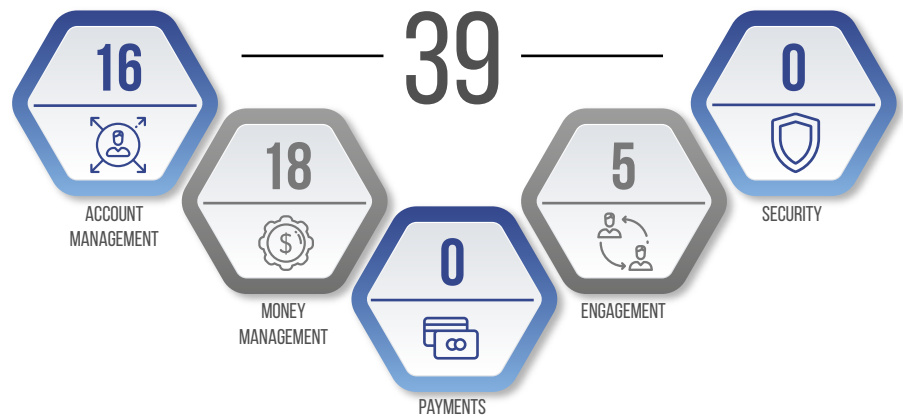 39
16
ACCOUNT
MANAGEMENT
18
$
MONEY
MANAGEMENT
0
PAYMENTS
5
ENGAGEMENT
0
SECURITY